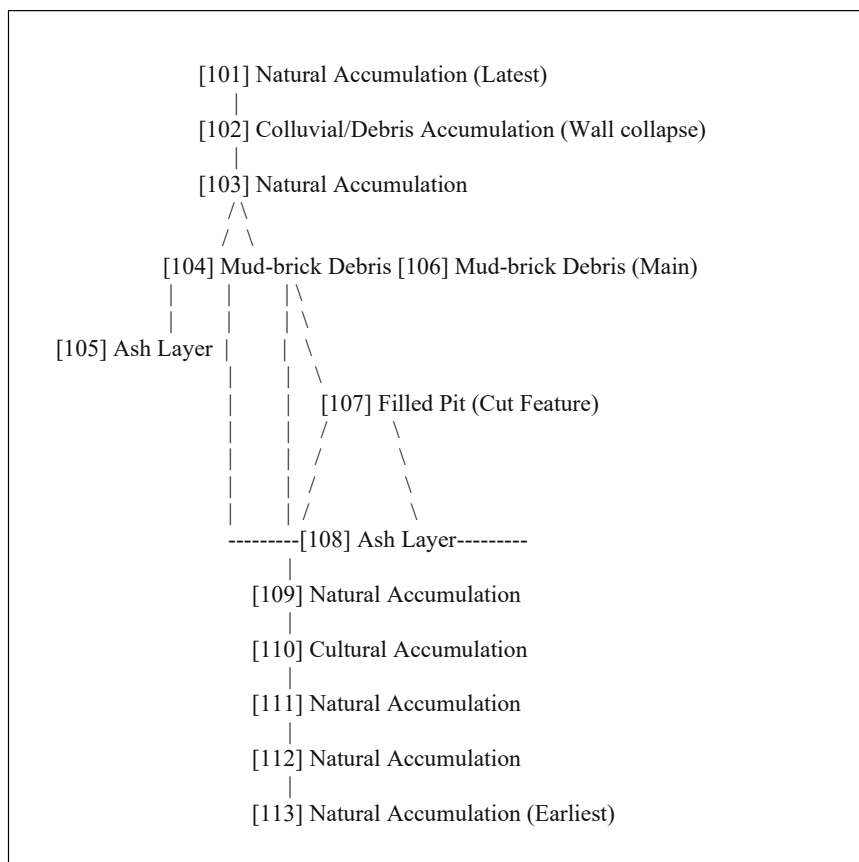 [101] Natural Accumulation (Latest)
[102] Colluvial/Debris Accumulation (Wall collapse)
[103] Natural Accumulation
[104] Mud-brick Debris [106] Mud-brick Debris (Main)
[105] Ash Layer
[107] Filled Pit (Cut Feature)
---------[108] Ash Layer---------
[109] Natural Accumulation
[110] Cultural Accumulation
[111] Natural Accumulation
[112] Natural Accumulation
[113] Natural Accumulation (Earliest)